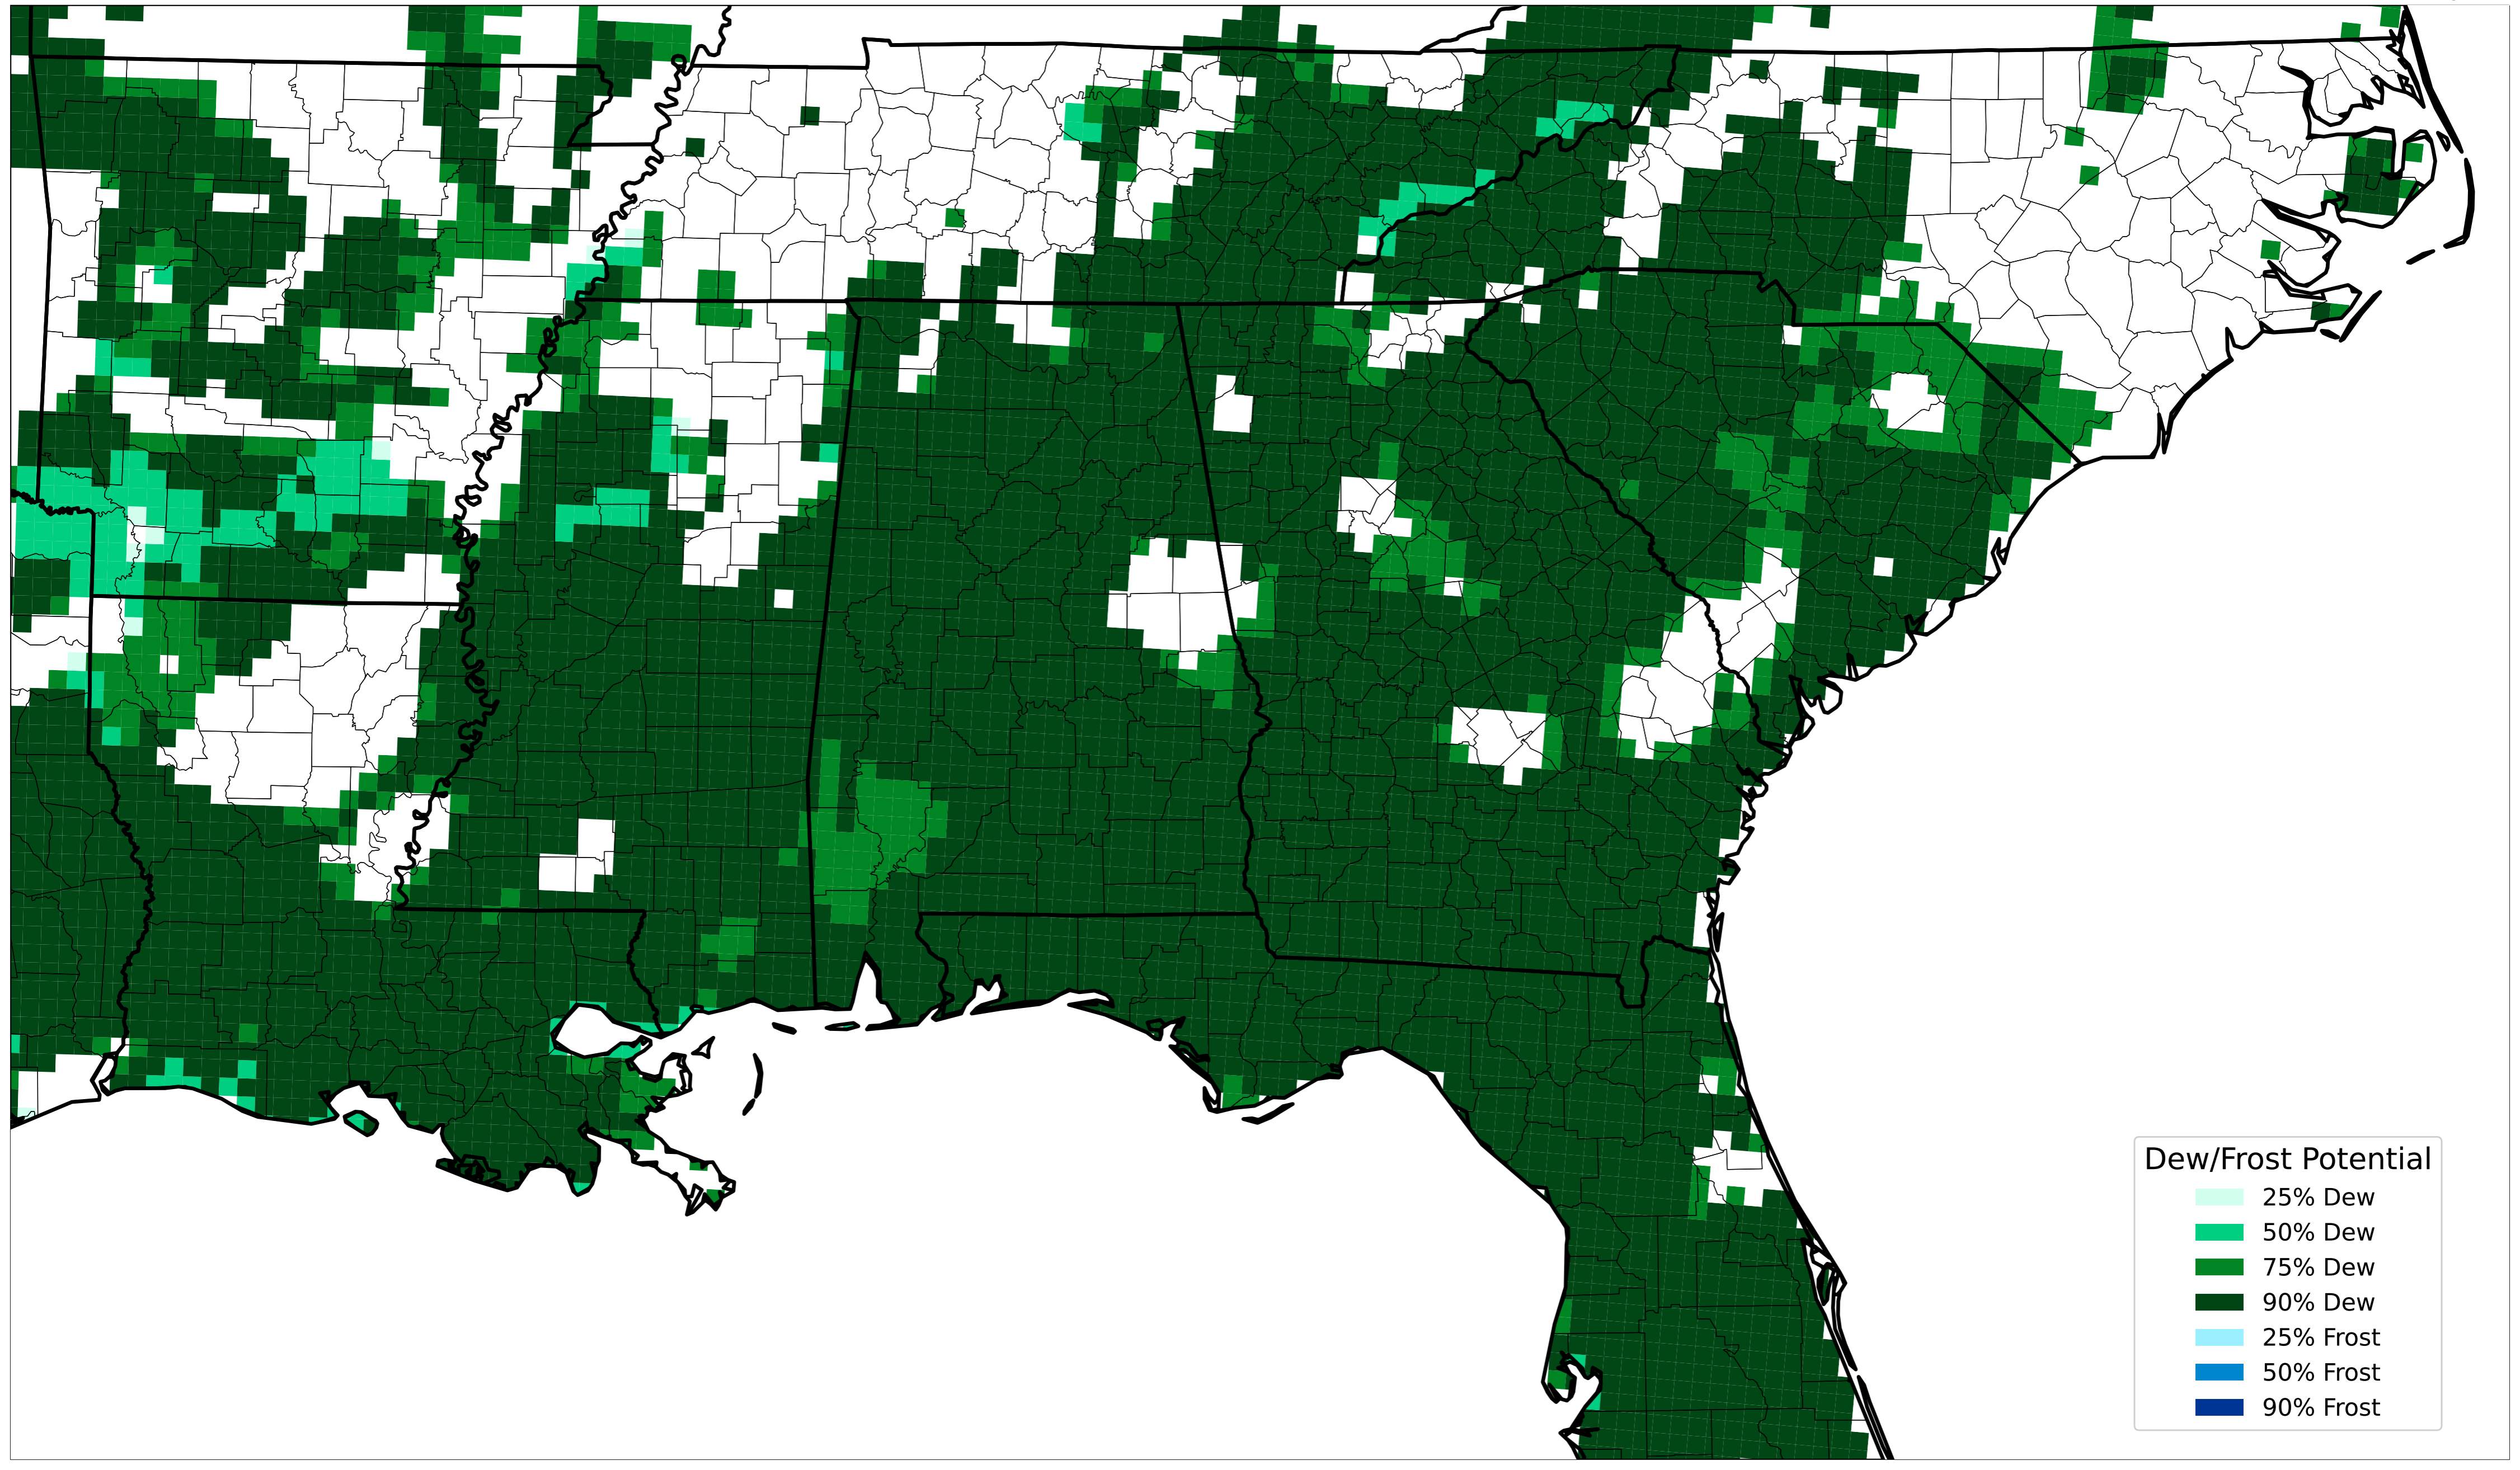 Dew/Frost Potential
25% Dew
50% Dew
75% Dew
90% Dew
25% Frost
50% Frost
90% Frost